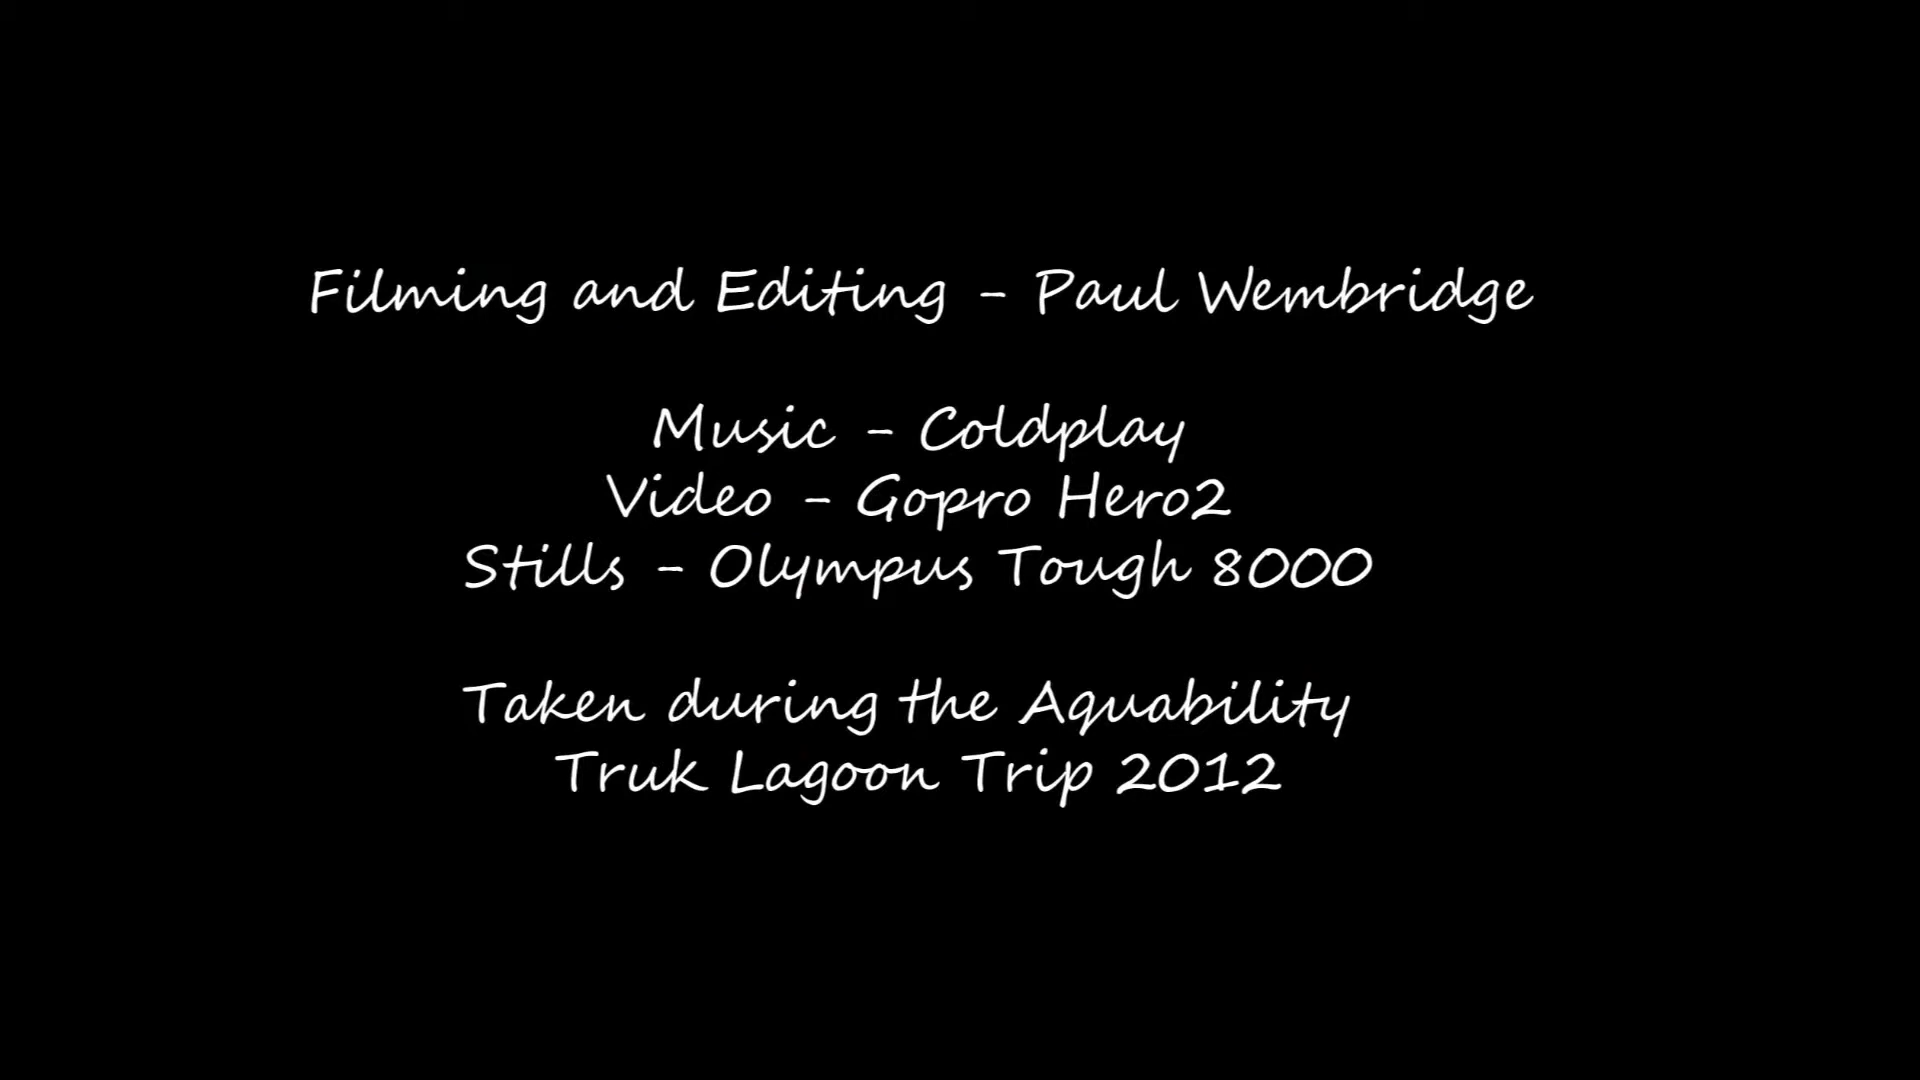 Filming and Editing - Paul Wembridge
Music - Coldplay
Video - Gopro Hero2
Stills - Olympus Tough 8000
Taken during the Aquability
Truk Lagoon Trip 2012